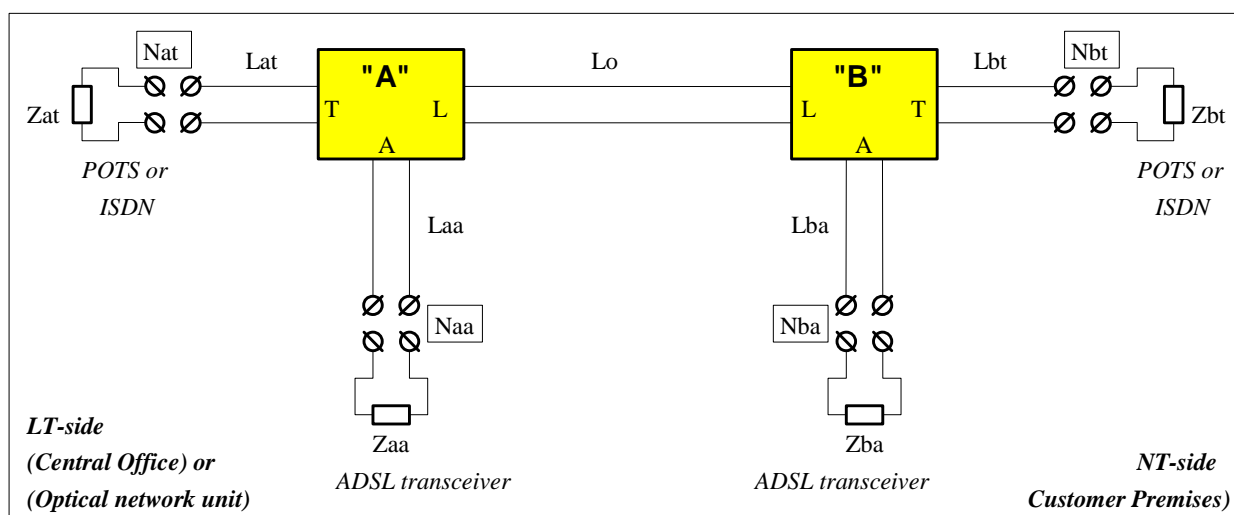 Nat
Lat
"A"
Lo
"B"
Lbt
Nbt
Zat
T
L
L
T
Zbt
A
A
POTS or
ISDN
POTS or
ISDN
Laa
Lba
Naa
Nba
LT-side
(Central Office) or
(Optical network unit)
Zaa
ADSL transceiver
Zba
ADSL transceiver
NT-side
Customer Premises)